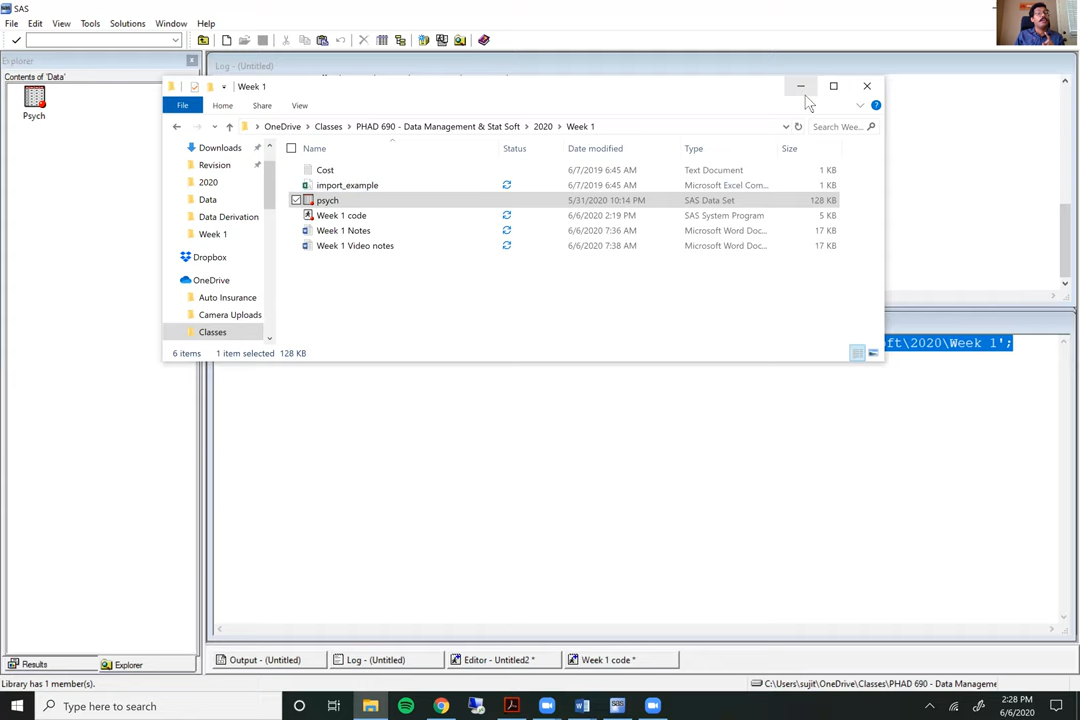 SAS
File Edit View Tools Solutions Window Help
Explorer
Contents of 'Data'
Psych
Log - (Untitled)
Week 1
File Home Share View
OneDrive > Classes > PHAD 690 - Data Management & Stat Soft > 2020 > Week 1
Search Wee...
Name Status Date modified Type Size
Downloads
Revision
2020
Data
Data Derivation
Week 1
Dropbox
OneDrive
Auto Insurance
Camera Uploads
Classes
Cost 6/7/2019 6:45 AM Text Document 1 KB
import_example 6/7/2019 6:45 AM Microsoft Excel Com... 1 KB
psych 5/31/2020 10:14 PM SAS Data Set 128 KB
Week 1 code 6/6/2020 2:19 PM SAS System Program 5 KB
Week 1 Notes 6/6/2020 7:36 AM Microsoft Word Doc... 17 KB
Week 1 Video notes 6/6/2020 7:38 AM Microsoft Word Doc... 17 KB
6 items 1 item selected 128 KB
ft\2020\Week 1';
Results Explorer
Output - (Untitled) Log - (Untitled) Editor - Untitled2 * Week 1 code *
Library has 1 member(s).
C:\Users\sujit\OneDrive\Classes\PHAD 690 - Data Manageme
Type here to search
2:28 PM
6/6/2020